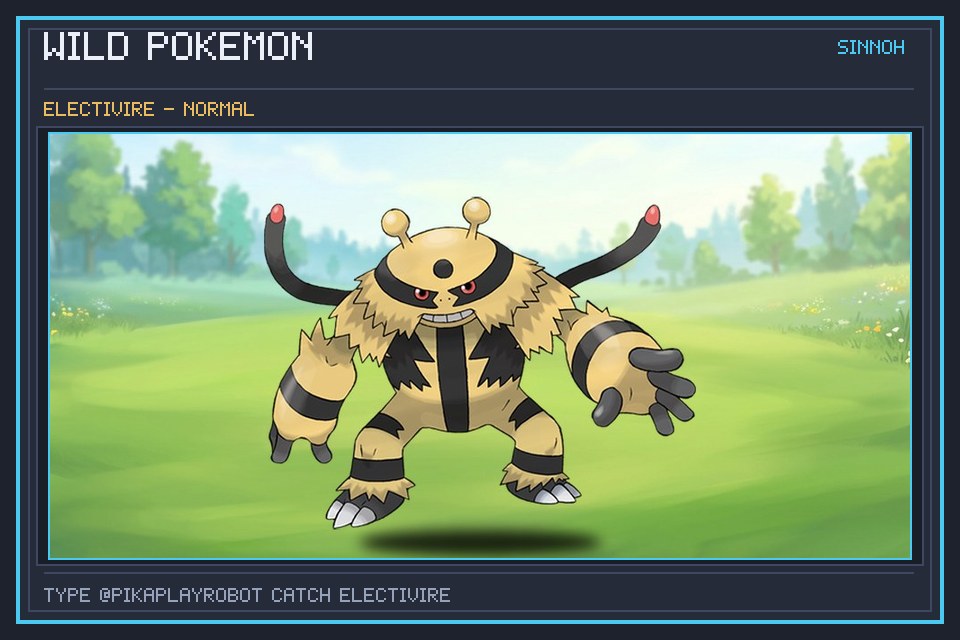 WILD POKEMON
SINNOH
ELECTIVIRE - NORMAL
TYPE @PIKAPLAYROBOT CATCH ELECTIVIRE